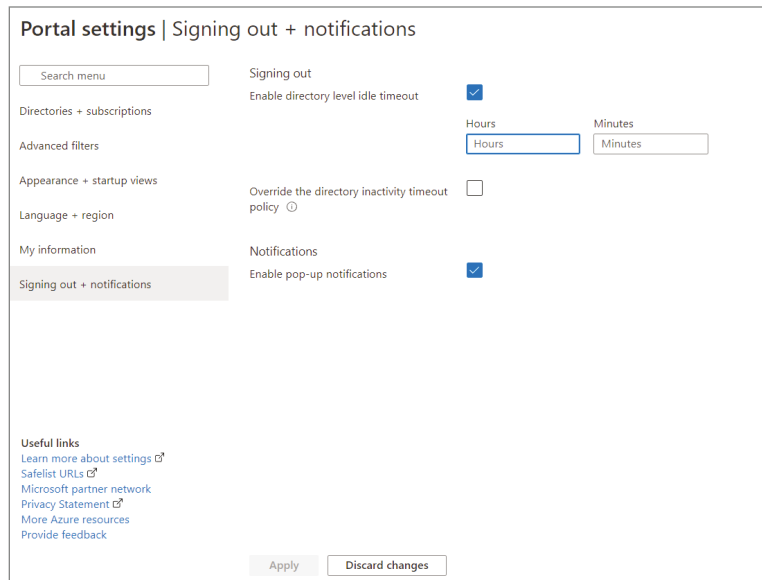 Portal settings | Signing out + notifications
Search menu
Directories + subscriptions
Advanced filters
Appearance + startup views
Language + region
My information
Signing out + notifications
Useful links
Learn more about settings
Safelist URLs
Microsoft partner network
Privacy Statement
More Azure resources
Provide feedback
Signing out
Enable directory level idle timeout
Hours Minutes
Hours Minutes
Override the directory inactivity timeout
policy
Notifications
Enable pop-up notifications
Apply Discard changes